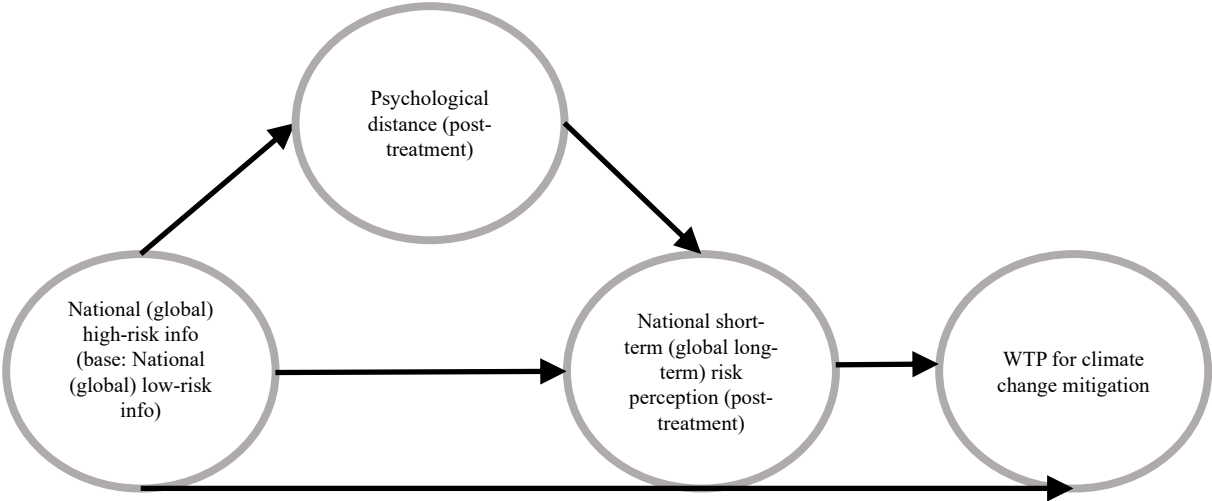 Psychological
distance (post-
treatment)
National (global)
high-risk info
(base: National
(global) low-risk
info)
National short-
term (global long-
term) risk
perception (post-
treatment)
WTP for climate
change mitigation